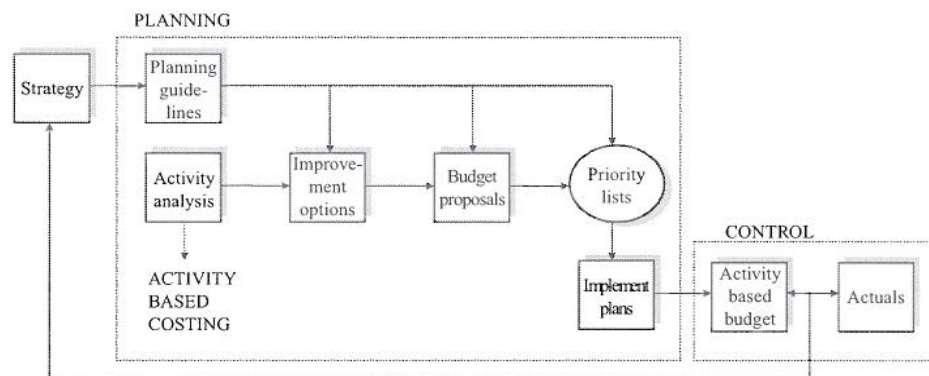 PLANNING
Strategy
Planning
guide-
lines
Activity
analysis
Improve-
ment
options
Budget
proposals
Priority
lists
ACTIVITY
BASED
COSTING
Implement
plans
CONTROL
Activity
based
budget
Actuals